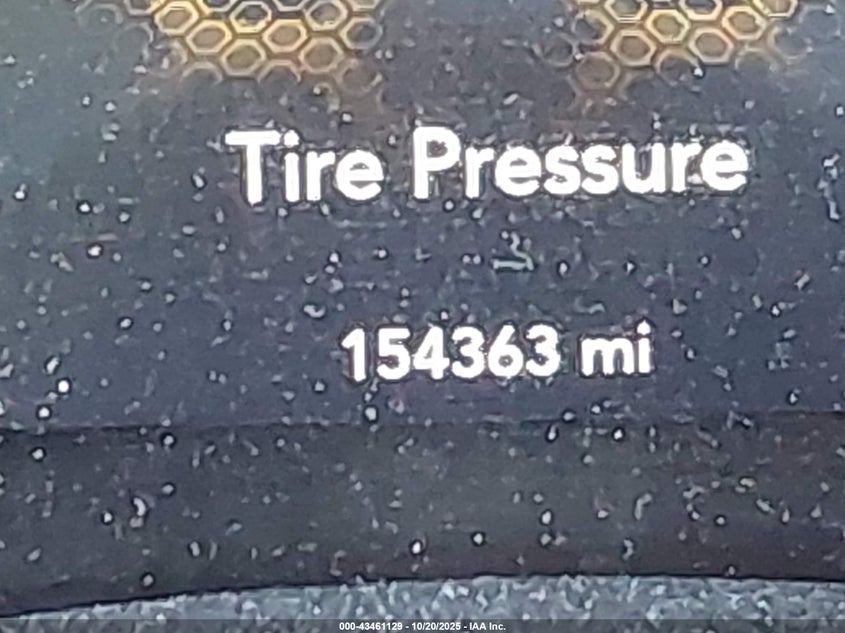 Tire Pressure
154363 mi
000-43461129 - 10/20/2025 - IAA Inc.